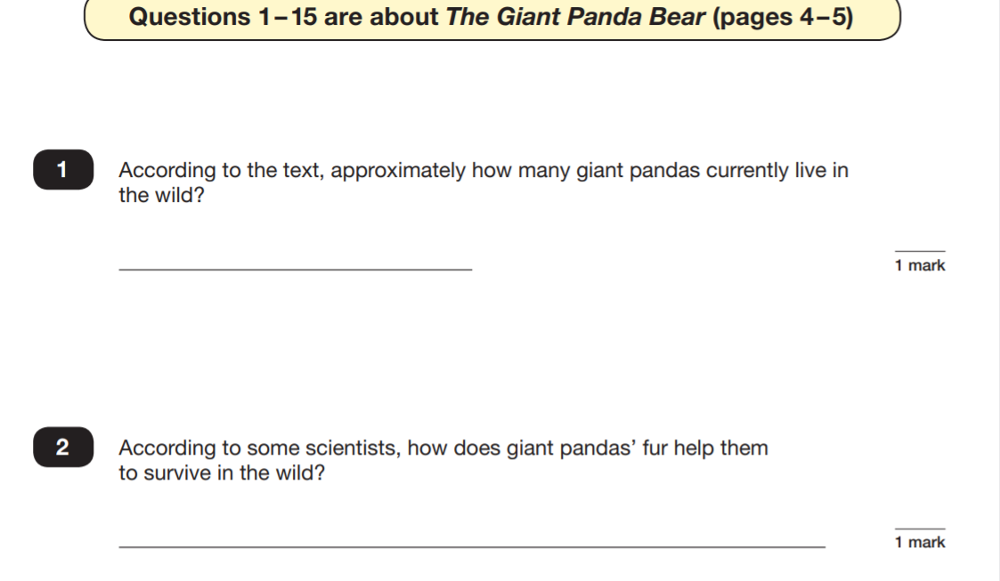 Questions 1–15 are about The Giant Panda Bear (pages 4–5)
1
According to the text, approximately how many giant pandas currently live in
the wild?
1 mark
2
According to some scientists, how does giant pandas’ fur help them
to survive in the wild?
1 mark